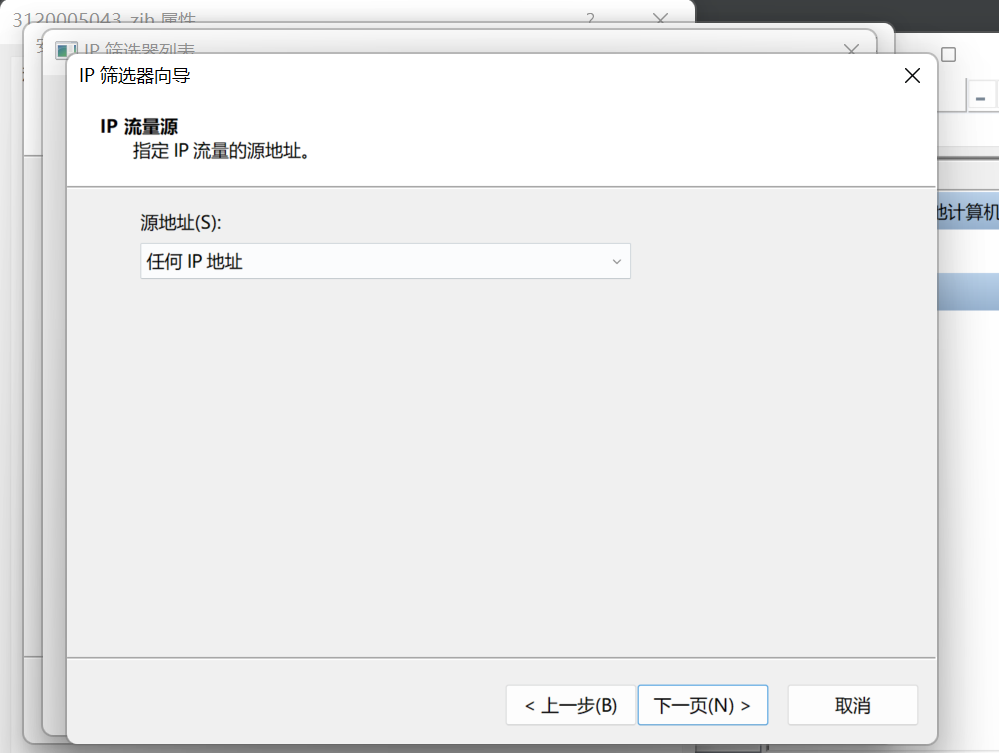 3120005043_zjb 属性
?
IP 筛选器列表
IP 筛选器向导
IP 流量源
指定 IP 流量的源地址。
源地址(S):
任何 IP 地址
地计算机
< 上一步(B)
下一页(N) >
取消